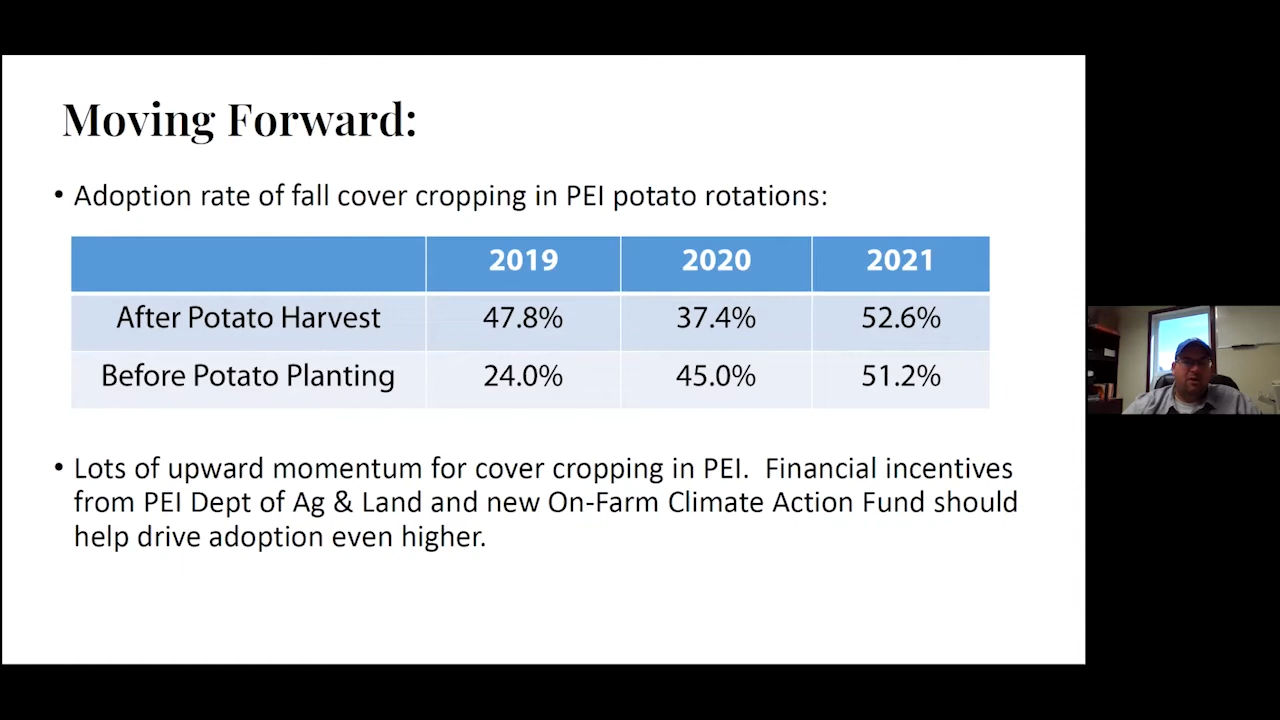 Moving Forward:
• Adoption rate of fall cover cropping in PEI potato rotations:
2019 2020 2021
After Potato Harvest 47.8% 37.4% 52.6%
Before Potato Planting 24.0% 45.0% 51.2%
• Lots of upward momentum for cover cropping in PEI. Financial incentives
from PEI Dept of Ag & Land and new On-Farm Climate Action Fund should
help drive adoption even higher.